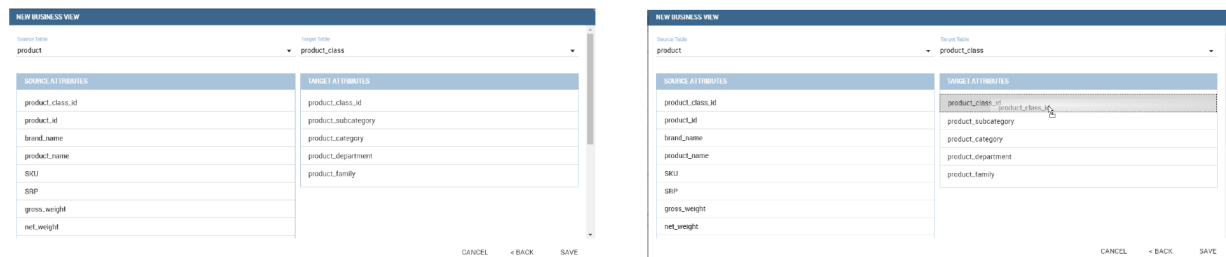 NEW BUSINESS VIEW
Source Table
Target Table
product
product_class
SOURCE ATTRIBUTES
TARGET ATTRIBUTES
product_class_id
product_class_id
product_id
product_subcategory
brand_name
product_category
product_name
product_department
SKU
product_family
SRP
gross_weight
net_weight
CANCEL < BACK SAVE
NEW BUSINESS VIEW
Source Table
Target Table
product
product_class
SOURCE ATTRIBUTES
TARGET ATTRIBUTES
product_class_id
product_class_id
product_class_id
product_id
product_subcategory
brand_name
product_category
product_name
product_department
SKU
product_family
SRP
gross_weight
net_weight
CANCEL < BACK SAVE